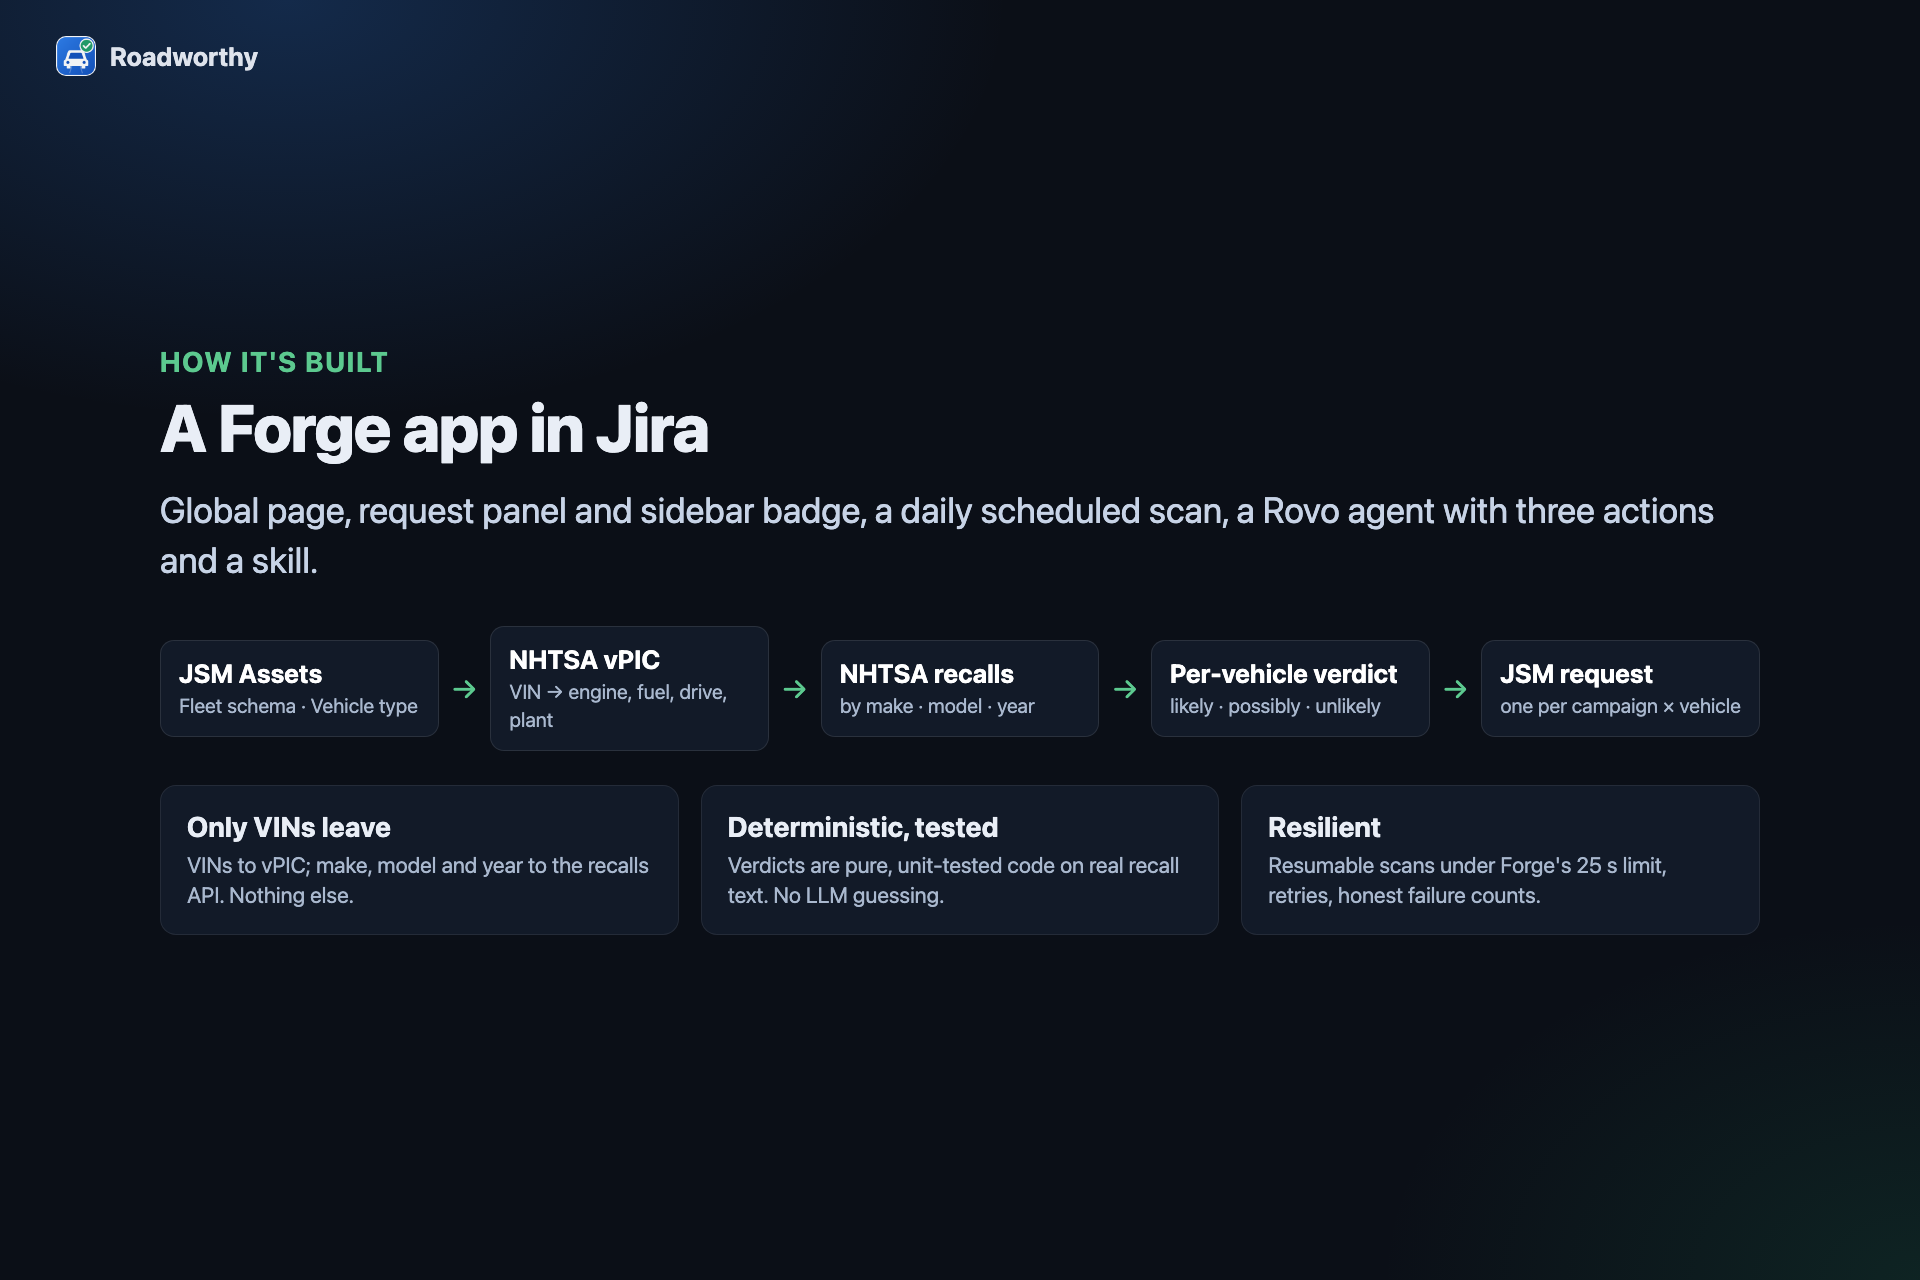 Roadworthy
HOW IT'S BUILT
A Forge app in Jira
Global page, request panel and sidebar badge, a daily scheduled scan, a Rovo agent with three actions
and a skill.
JSM Assets
Fleet schema · Vehicle type
→
NHTSA vPIC
VIN → engine, fuel, drive,
plant
→
NHTSA recalls
by make · model · year
→
Per-vehicle verdict
likely · possibly · unlikely
→
JSM request
one per campaign × vehicle
Only VINs leave
VINs to vPIC; make, model and year to the recalls
API. Nothing else.
Deterministic, tested
Verdicts are pure, unit-tested code on real recall
text. No LLM guessing.
Resilient
Resumable scans under Forge's 25 s limit,
retries, honest failure counts.